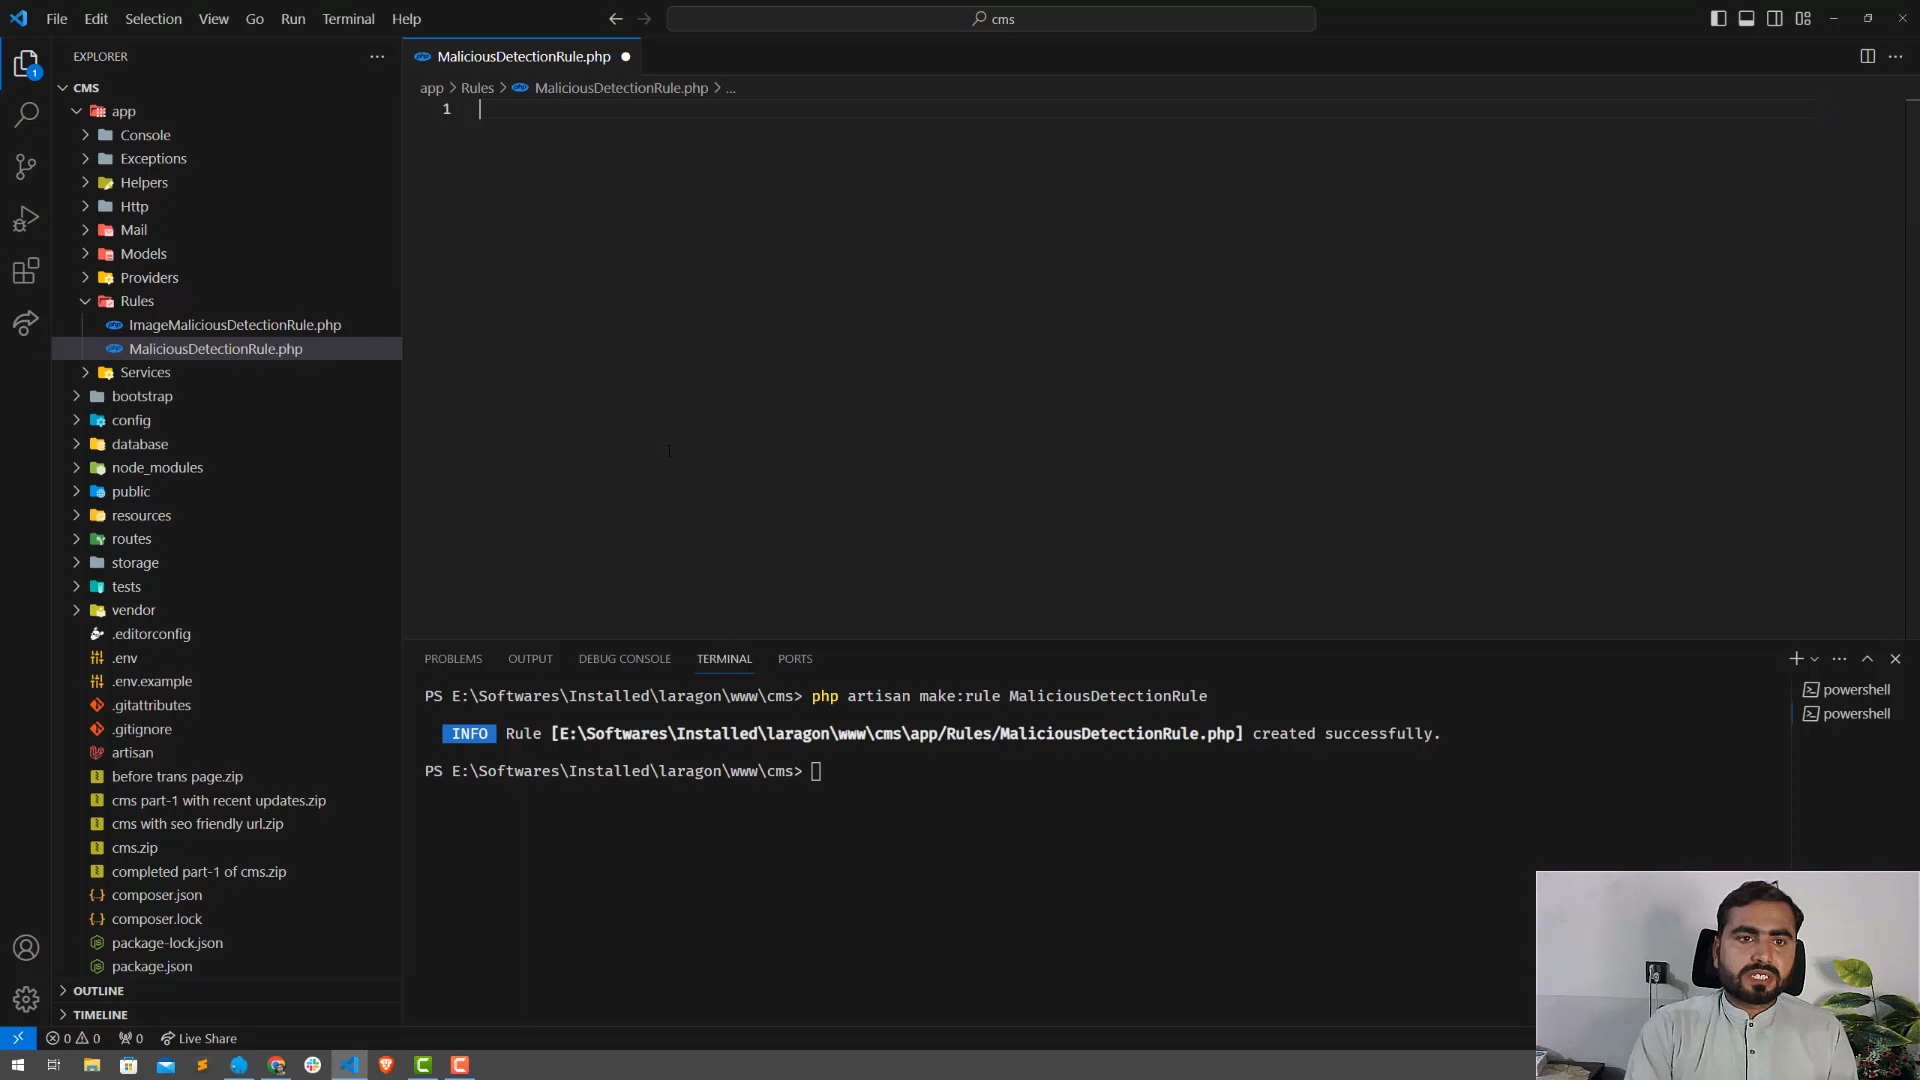 File Edit Selection View Go Run Terminal Help
cms
EXPLORER
MaliciousDetectionRule.php
app > Rules > MaliciousDetectionRule.php > ...
1
CMS
app
Console
Exceptions
Helpers
Http
Mail
Models
Providers
Rules
ImageMaliciousDetectionRule.php
MaliciousDetectionRule.php
Services
bootstrap
config
database
node_modules
public
resources
routes
storage
tests
vendor
.editorconfig
.env
.env.example
.gitattributes
.gitignore
artisan
before trans page.zip
cms part-1 with recent updates.zip
cms with seo friendly url.zip
cms.zip
completed part-1 of cms.zip
composer.json
composer.lock
package-lock.json
package.json
OUTLINE
TIMELINE
PROBLEMS OUTPUT DEBUG CONSOLE TERMINAL PORTS
PS E:\Softwares\Installed\laragon\www\cms> php artisan make:rule MaliciousDetectionRule
INFO Rule [E:\Softwares\Installed\laragon\www\cms\app/Rules/MaliciousDetectionRule.php] created successfully.
PS E:\Softwares\Installed\laragon\www\cms>
powershell
powershell
0 0 0 Live Share